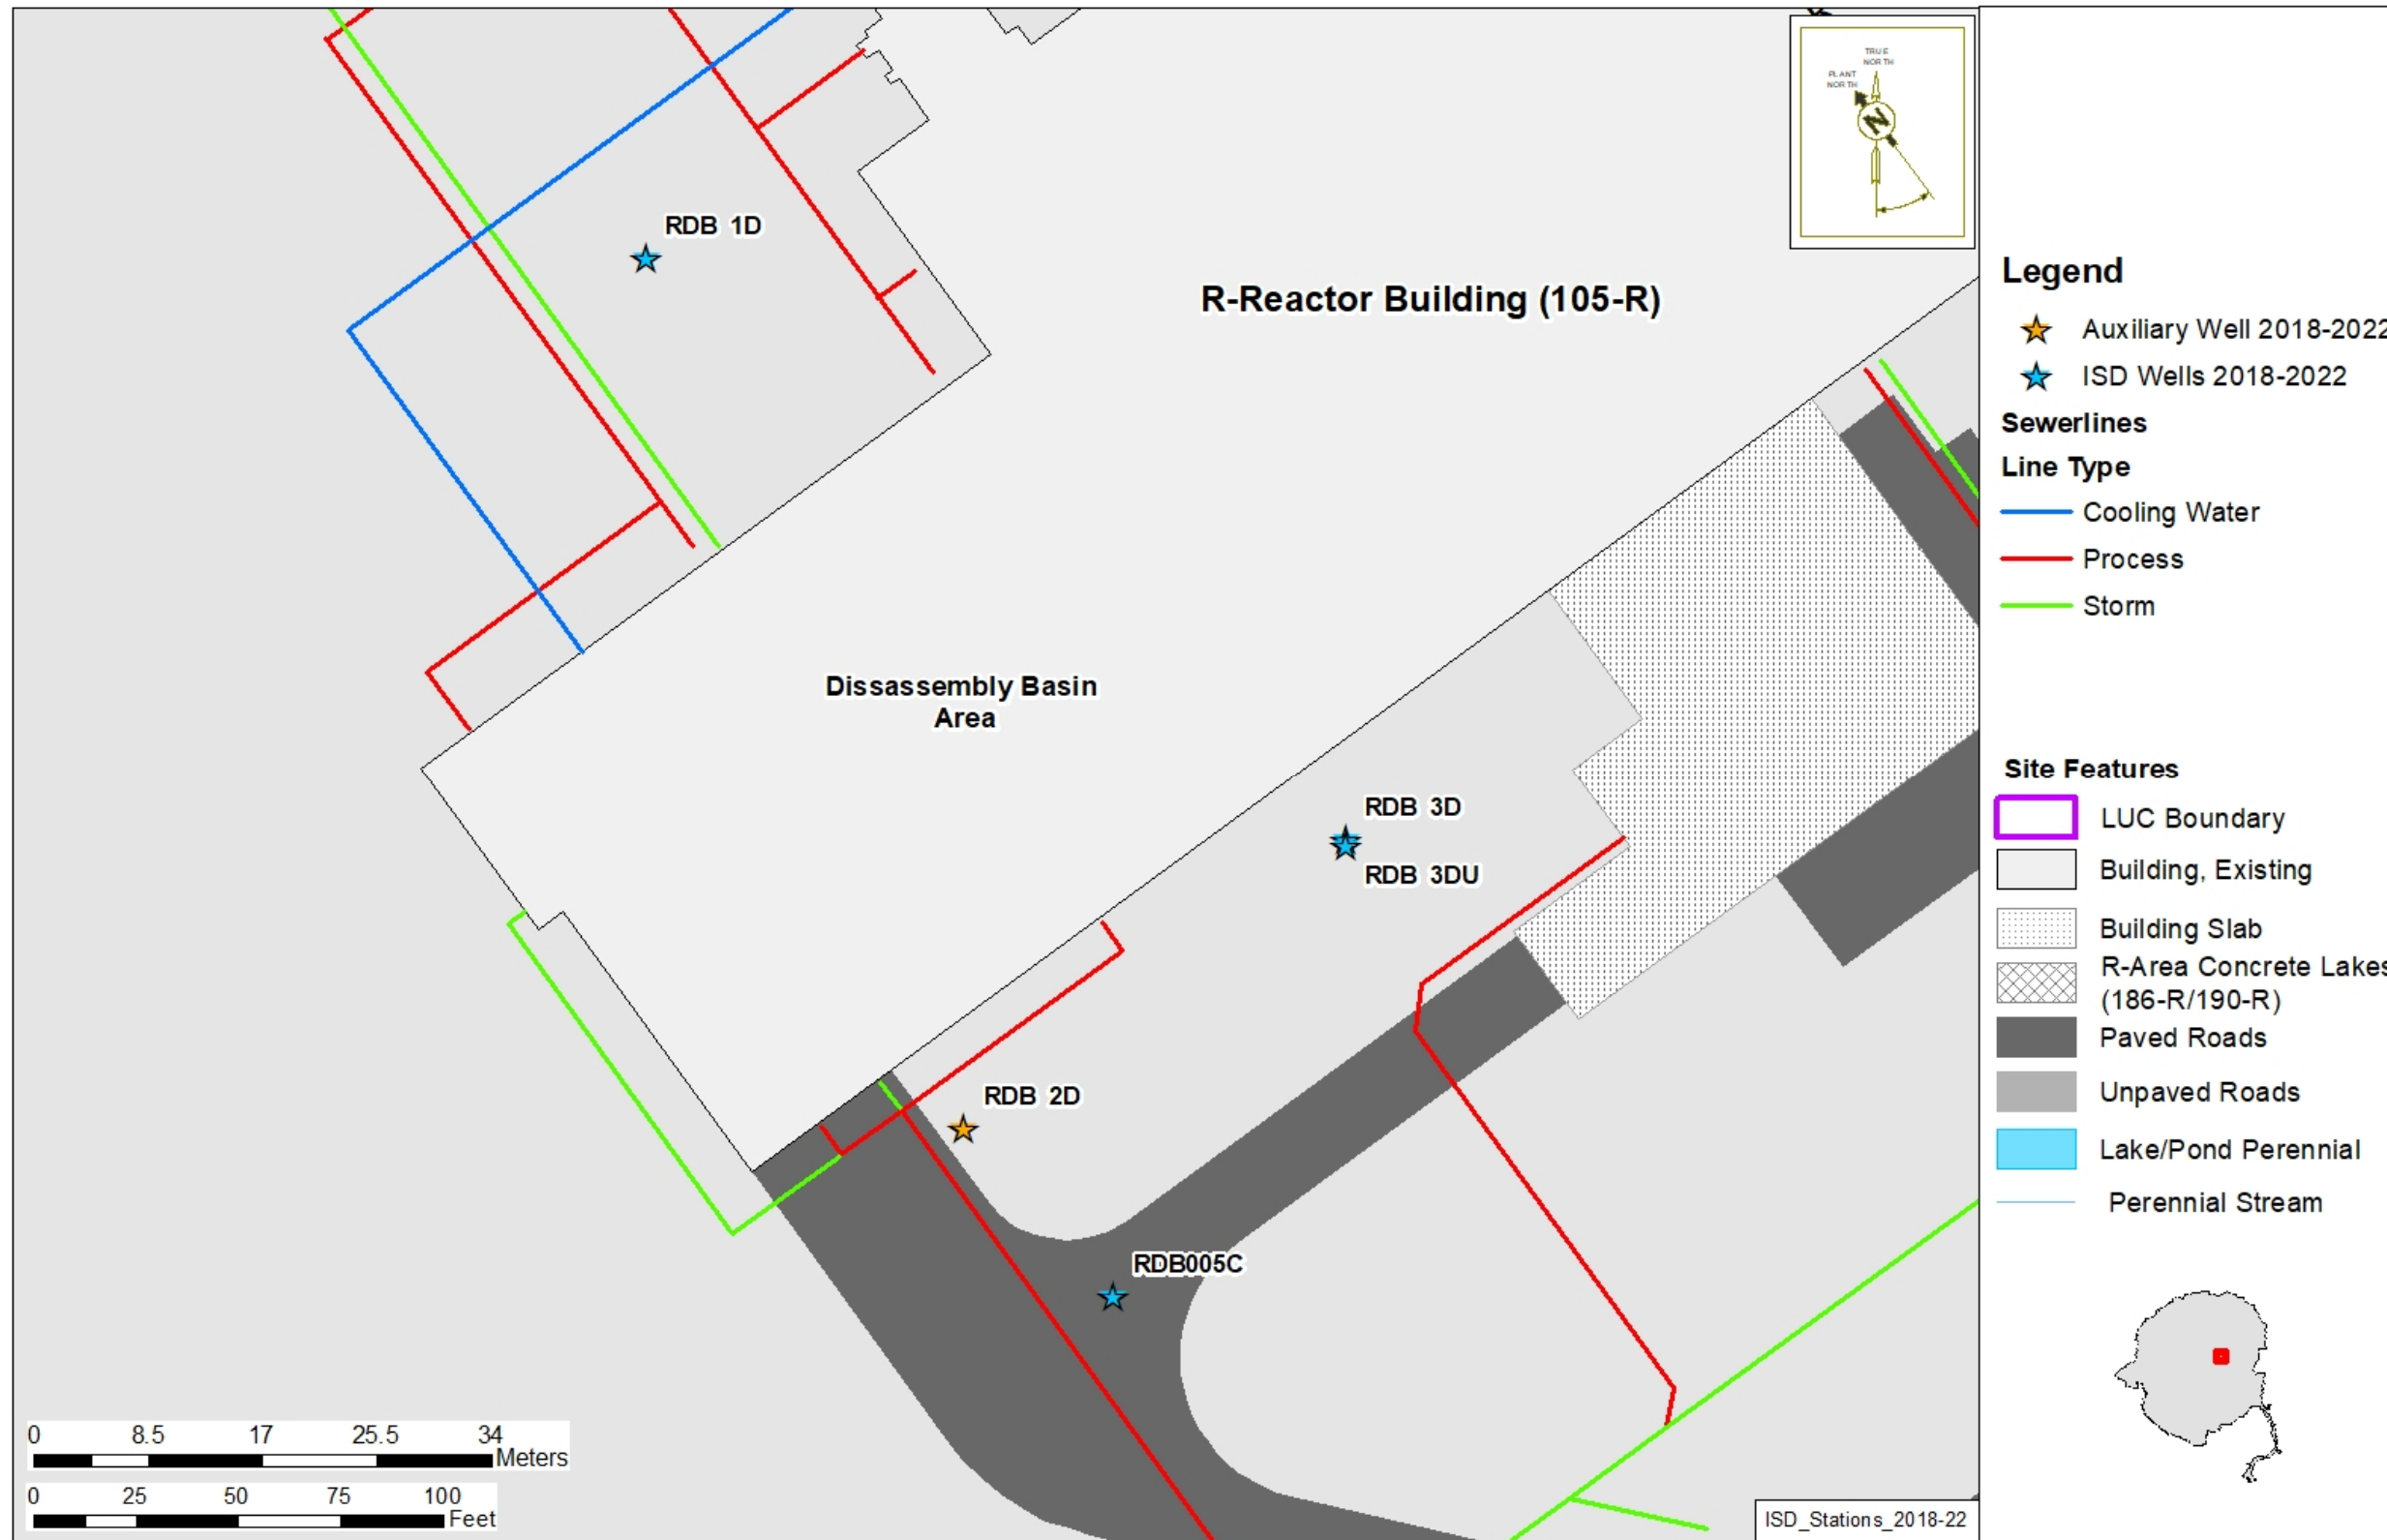 TRUE
NORTH
PLANT
NORTH
N
RDB 1D
R-Reactor Building (105-R)
Dissassembly Basin
Area
RDB 3D
RDB 3DU
RDB 2D
RDB005C
0 8.5 17 25.5 34
Meters
0 25 50 75 100
Feet
ISD_Stations_2018-22
Legend
Auxiliary Well 2018-2022
ISD Wells 2018-2022
Sewerlines
Line Type
Cooling Water
Process
Storm
Site Features
LUC Boundary
Building, Existing
Building Slab
R-Area Concrete Lakes
(186-R/190-R)
Paved Roads
Unpaved Roads
Lake/Pond Perennial
Perennial Stream